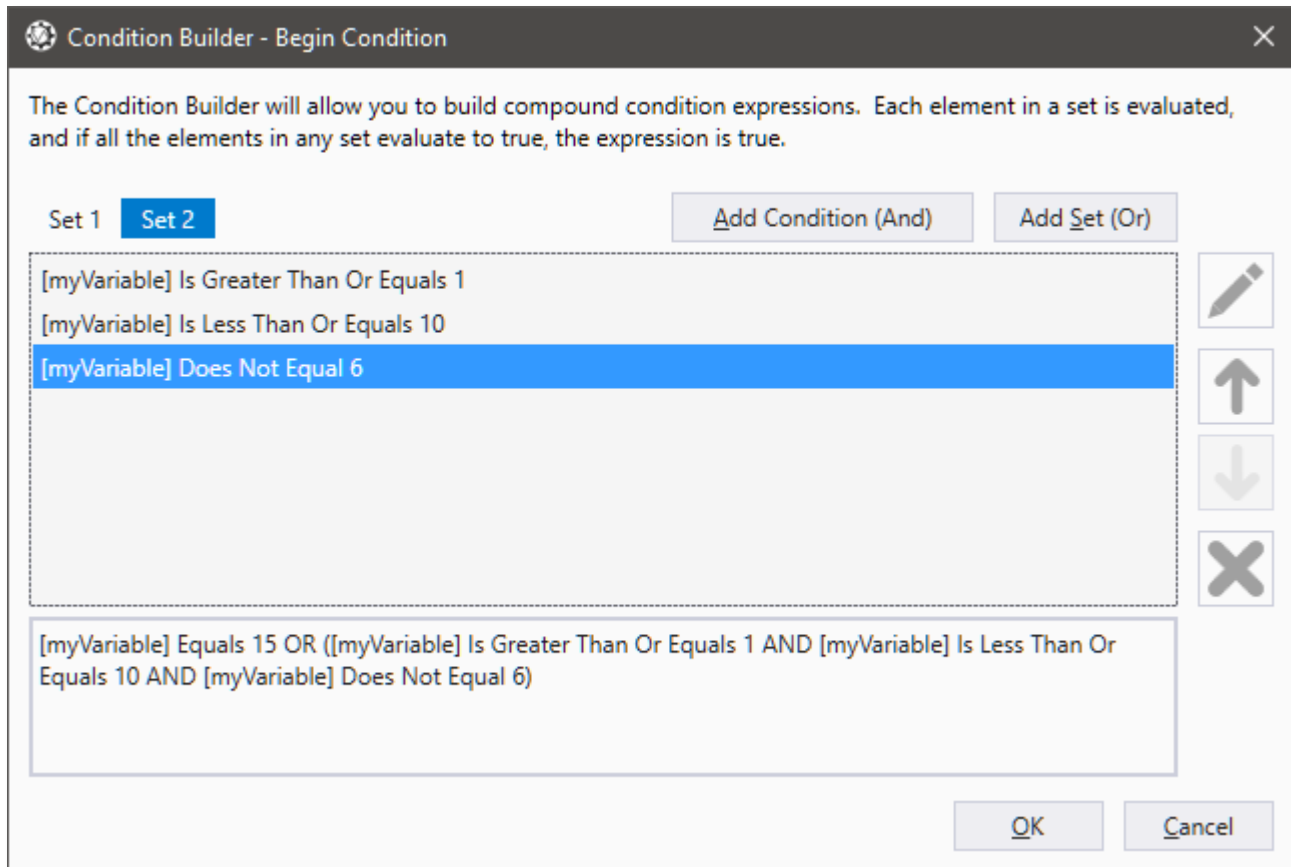 Condition Builder - Begin Condition
The Condition Builder will allow you to build compound condition expressions.  Each element in a set is evaluated,
and if all the elements in any set evaluate to true, the expression is true.
Set 1 Set 2 Add Condition (And) Add Set (Or)
[myVariable] Is Greater Than Or Equals 1
[myVariable] Is Less Than Or Equals 10
[myVariable] Does Not Equal 6
[myVariable] Equals 15 OR ([myVariable] Is Greater Than Or Equals 1 AND [myVariable] Is Less Than Or
Equals 10 AND [myVariable] Does Not Equal 6)
OK Cancel